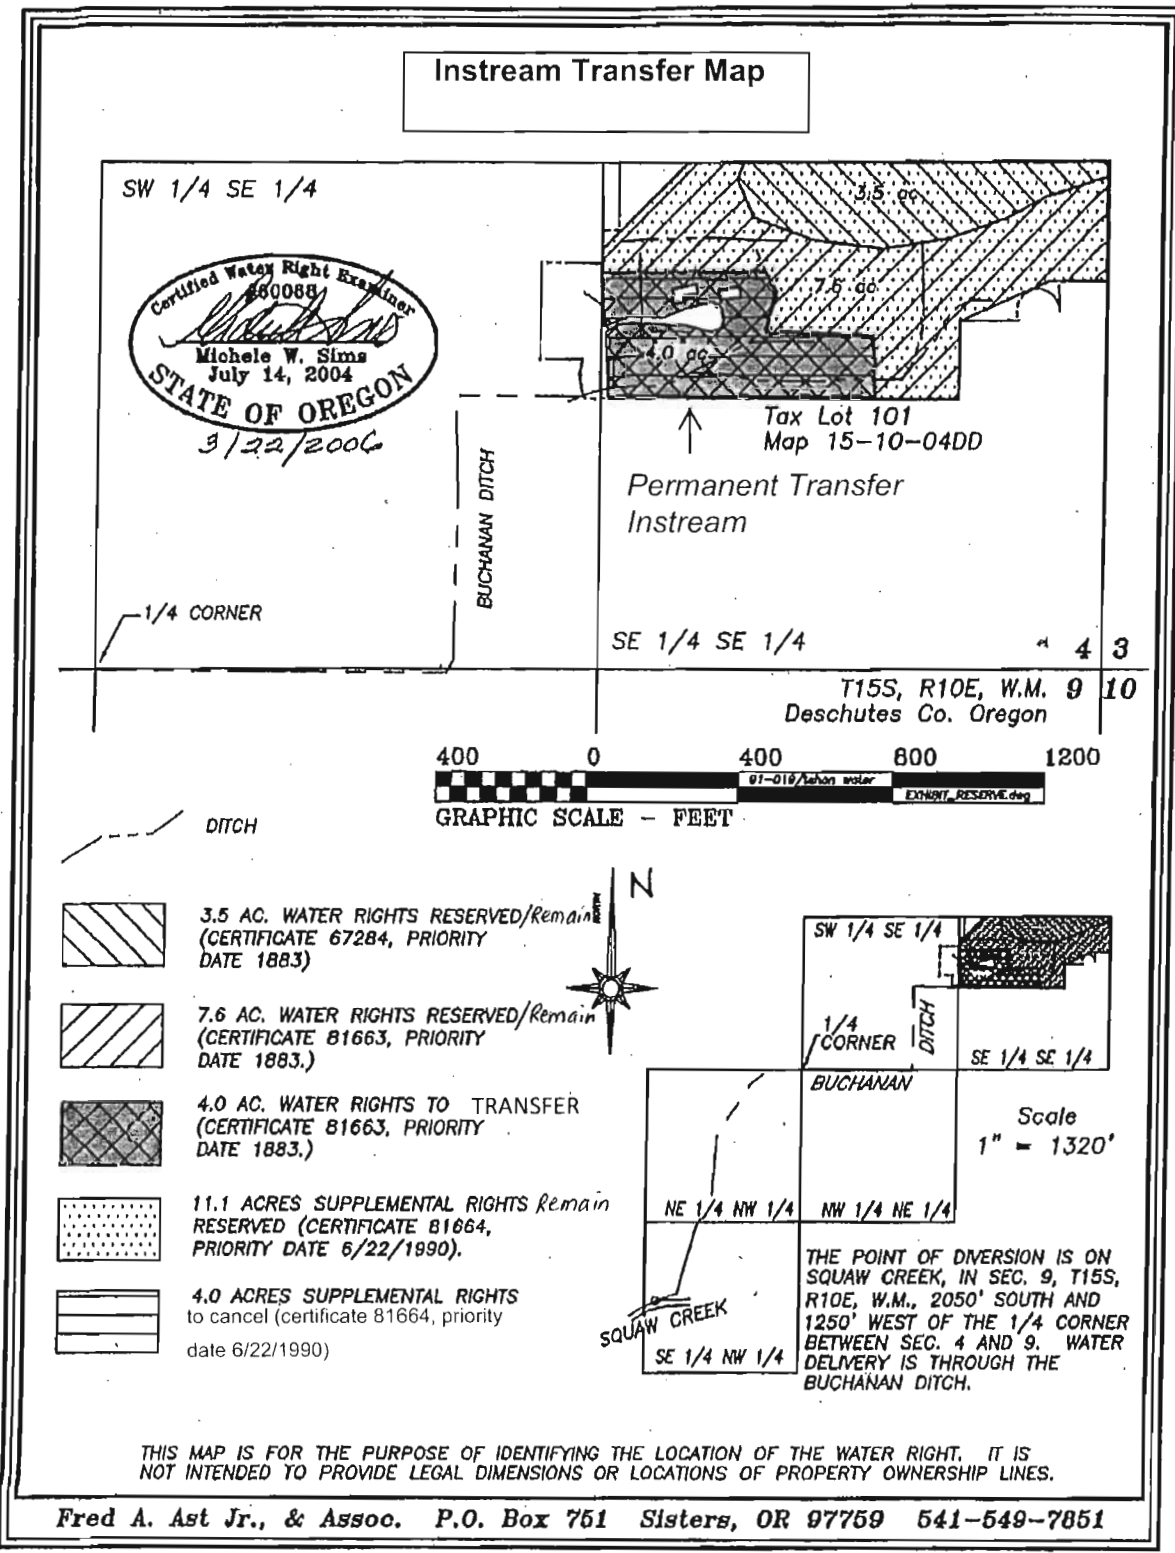 Instream Transfer Map
SW 1/4 SE 1/4
3.5 ac
7.6 ac
4.0 ac
Certified Water Right Examiner
Michele W. Sims
July 14, 2004
STATE OF OREGON
3/22/2006
Tax Lot 101
Map 15-10-04DD
Permanent Transfer
Instream
BUCHANAN DITCH
1/4 CORNER
SE 1/4 SE 1/4
4 3
T15S, R10E, W.M. 9 10
Deschutes Co. Oregon
400 0 400 800 1200
EXHIBIT_RESERVE.dwg
GRAPHIC SCALE - FEET
DITCH
N
NORTH
3.5 AC. WATER RIGHTS RESERVED/Remain
(CERTIFICATE 67284, PRIORITY
DATE 1883)
7.6 AC. WATER RIGHTS RESERVED/Remain
(CERTIFICATE 81663, PRIORITY
DATE 1883.)
4.0 AC. WATER RIGHTS TO TRANSFER
(CERTIFICATE 81663, PRIORITY
DATE 1883.)
11.1 ACRES SUPPLEMENTAL RIGHTS Remain
RESERVED (CERTIFICATE 81664,
PRIORITY DATE 6/22/1990).
4.0 ACRES SUPPLEMENTAL RIGHTS
to cancel (certificate 81664, priority
date 6/22/1990)
SW 1/4 SE 1/4
1/4
CORNER
DITCH
SE 1/4 SE 1/4
BUCHANAN
Scale
1" = 1320'
NE 1/4 NW 1/4
NW 1/4 NE 1/4
SQUAW CREEK
SE 1/4 NW 1/4
THE POINT OF DIVERSION IS ON
SQUAW CREEK, IN SEC. 9, T15S,
R10E, W.M., 2050' SOUTH AND
1250' WEST OF THE 1/4 CORNER
BETWEEN SEC. 4 AND 9. WATER
DELIVERY IS THROUGH THE
BUCHANAN DITCH.
THIS MAP IS FOR THE PURPOSE OF IDENTIFYING THE LOCATION OF THE WATER RIGHT. IT IS
NOT INTENDED TO PROVIDE LEGAL DIMENSIONS OR LOCATIONS OF PROPERTY OWNERSHIP LINES.
Fred A. Ast Jr., & Assoc. P.O. Box 751 Sisters, OR 97759 541-549-7851